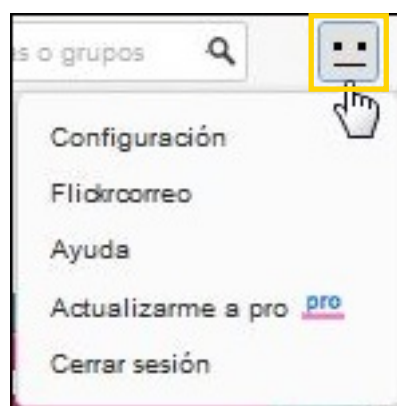 s o grupos
Configuración
Flickrcorreo
Ayuda
Actualizarme a pro pro
Cerrar sesión